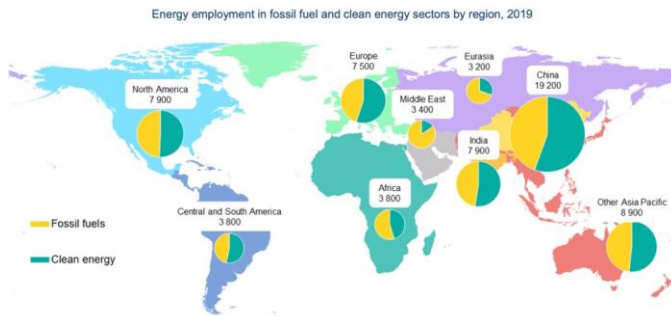 Energy employment in fossil fuel and clean energy sectors by region, 2019
Europe
7 500
Eurasia
3 200
China
19 200
North America
7 900
Middle East
3 400
India
7 900
Africa
3 800
Central and South America
3 800
Other Asia Pacific
8 900
Fossil fuels
Clean energy